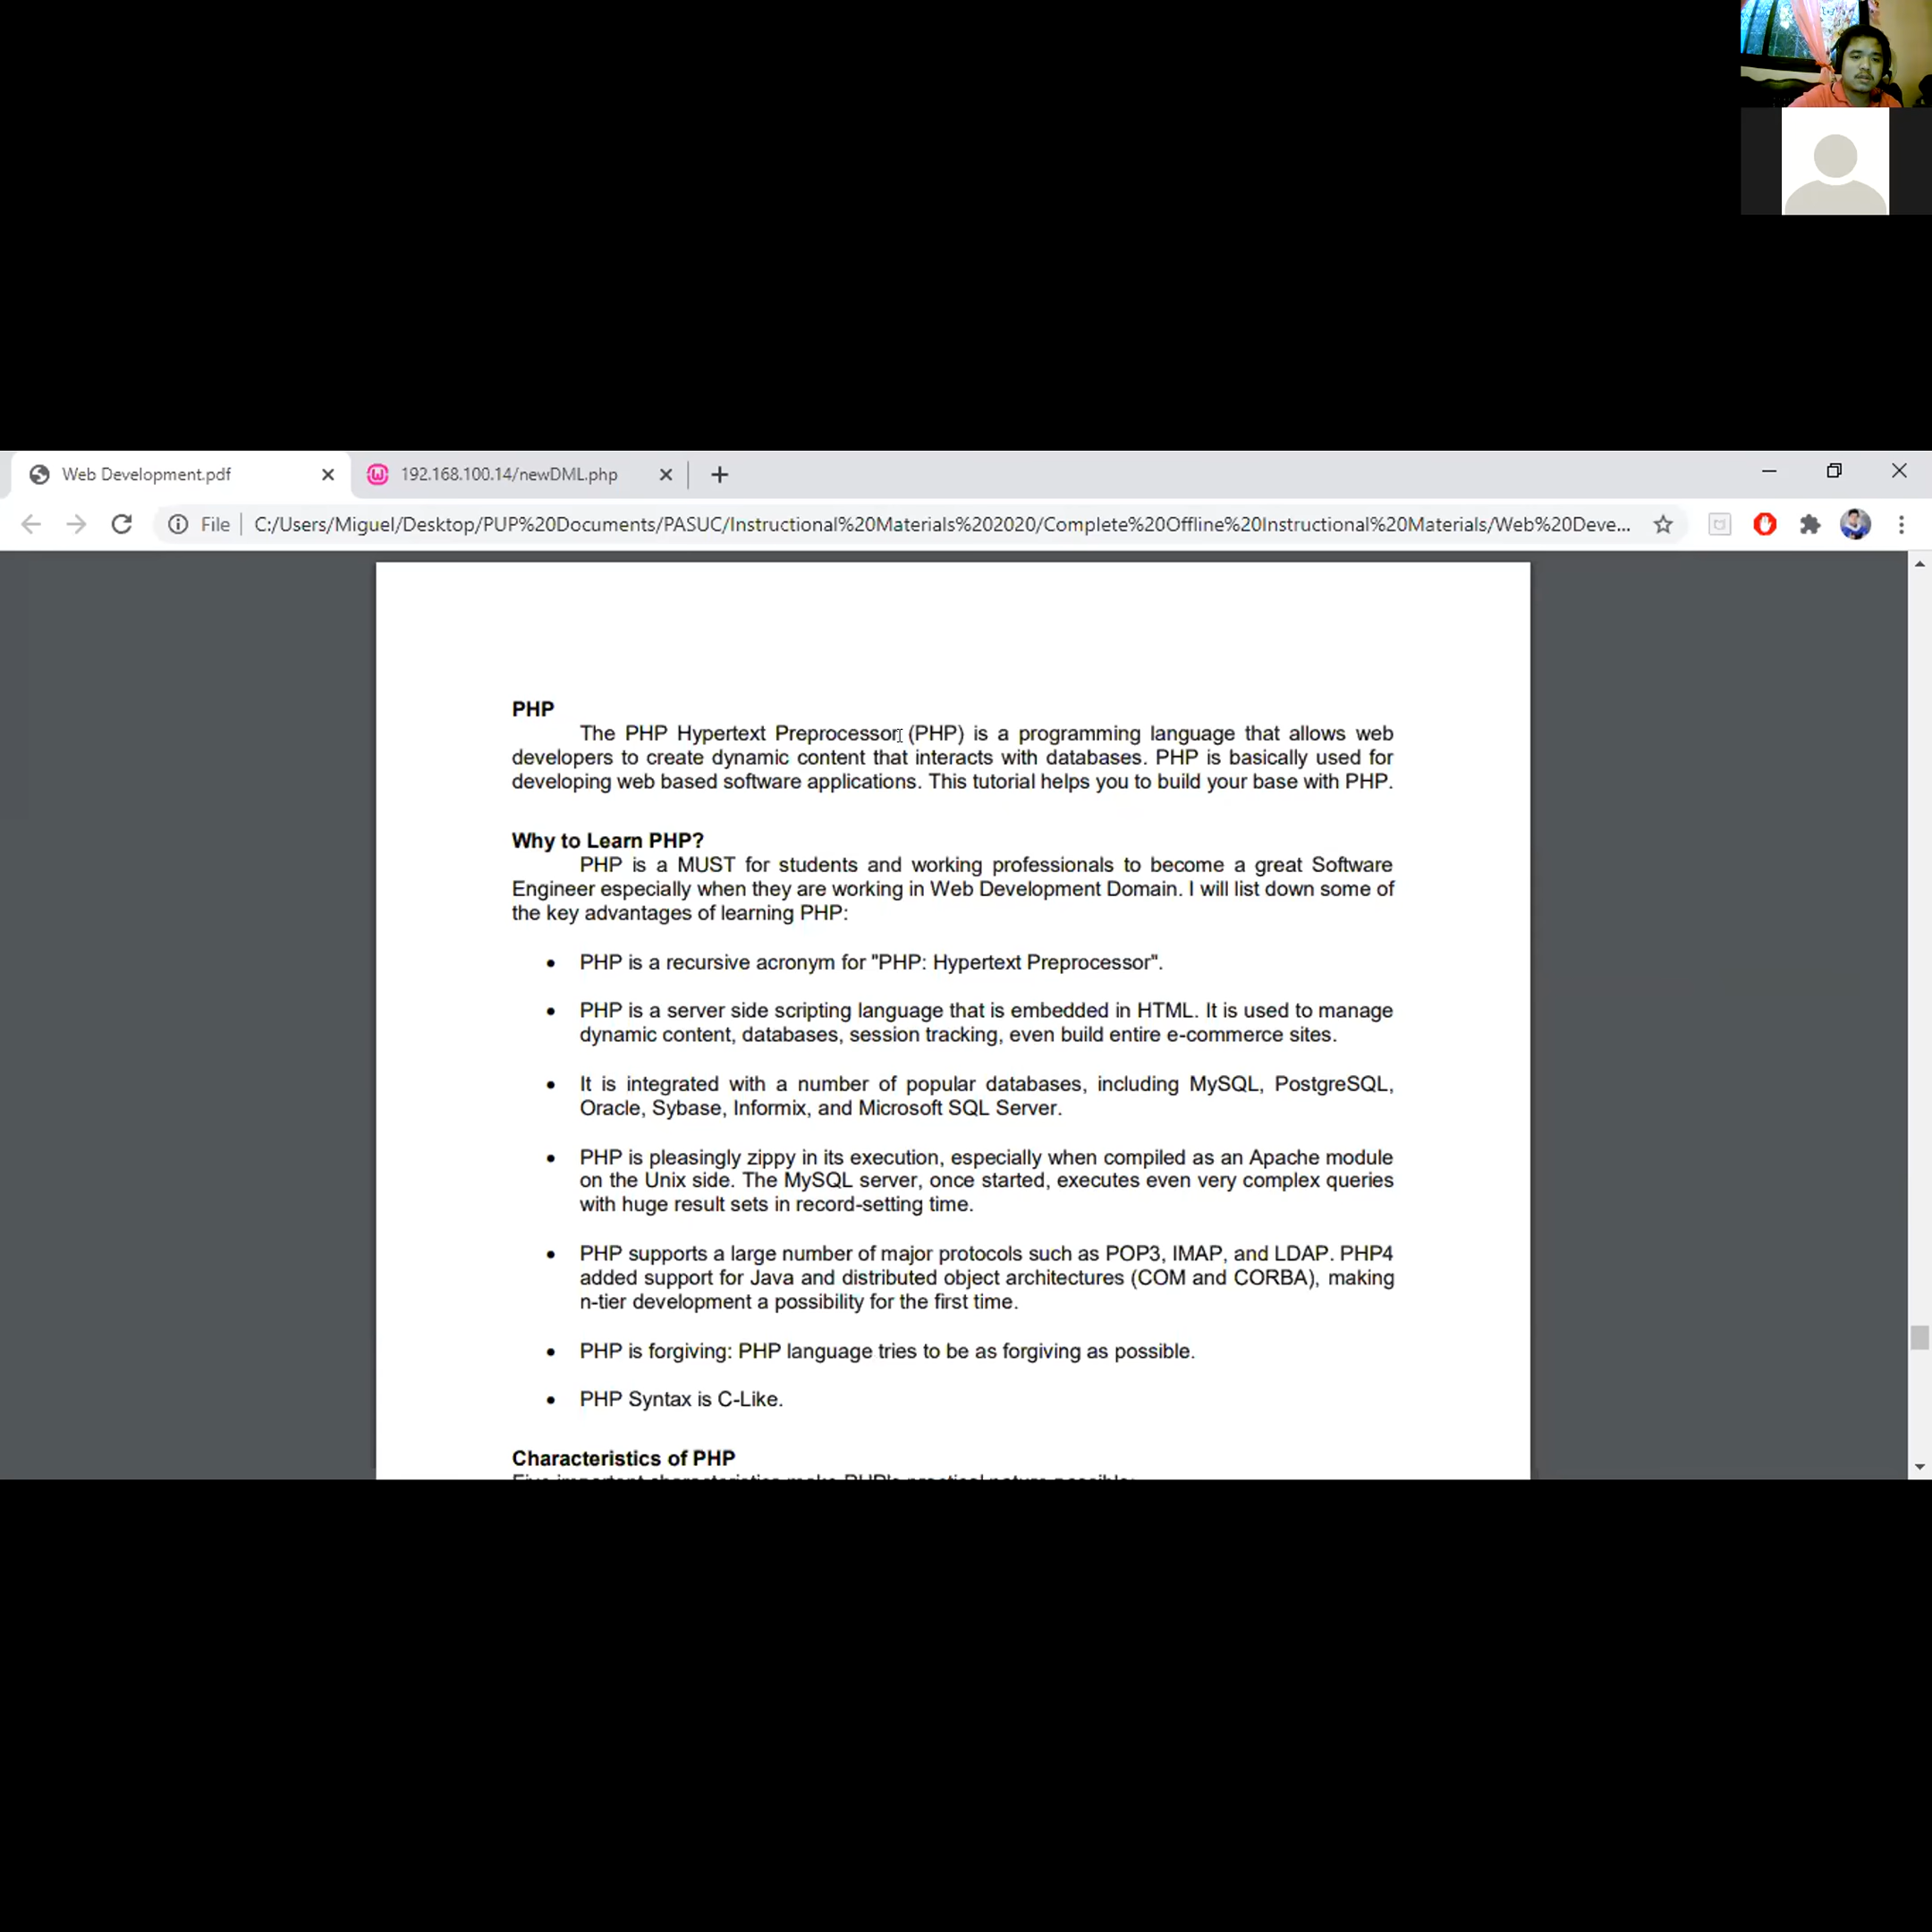 Web Development.pdf
192.168.100.14/newDML.php
File
C:/Users/Miguel/Desktop/PUP%20Documents/PASUC/Instructional%20Materials%202020/Complete%20Offline%20Instructional%20Materials/Web%20Deve...
PHP
The PHP Hypertext Preprocessor (PHP) is a programming language that allows web
developers to create dynamic content that interacts with databases. PHP is basically used for
developing web based software applications. This tutorial helps you to build your base with PHP.
Why to Learn PHP?
PHP is a MUST for students and working professionals to become a great Software
Engineer especially when they are working in Web Development Domain. I will list down some of
the key advantages of learning PHP:
• PHP is a recursive acronym for "PHP: Hypertext Preprocessor".
• PHP is a server side scripting language that is embedded in HTML. It is used to manage
dynamic content, databases, session tracking, even build entire e-commerce sites.
• It is integrated with a number of popular databases, including MySQL, PostgreSQL,
Oracle, Sybase, Informix, and Microsoft SQL Server.
• PHP is pleasingly zippy in its execution, especially when compiled as an Apache module
on the Unix side. The MySQL server, once started, executes even very complex queries
with huge result sets in record-setting time.
• PHP supports a large number of major protocols such as POP3, IMAP, and LDAP. PHP4
added support for Java and distributed object architectures (COM and CORBA), making
n-tier development a possibility for the first time.
• PHP is forgiving: PHP language tries to be as forgiving as possible.
• PHP Syntax is C-Like.
Characteristics of PHP
Five important characteristics make PHP's practical nature possible: